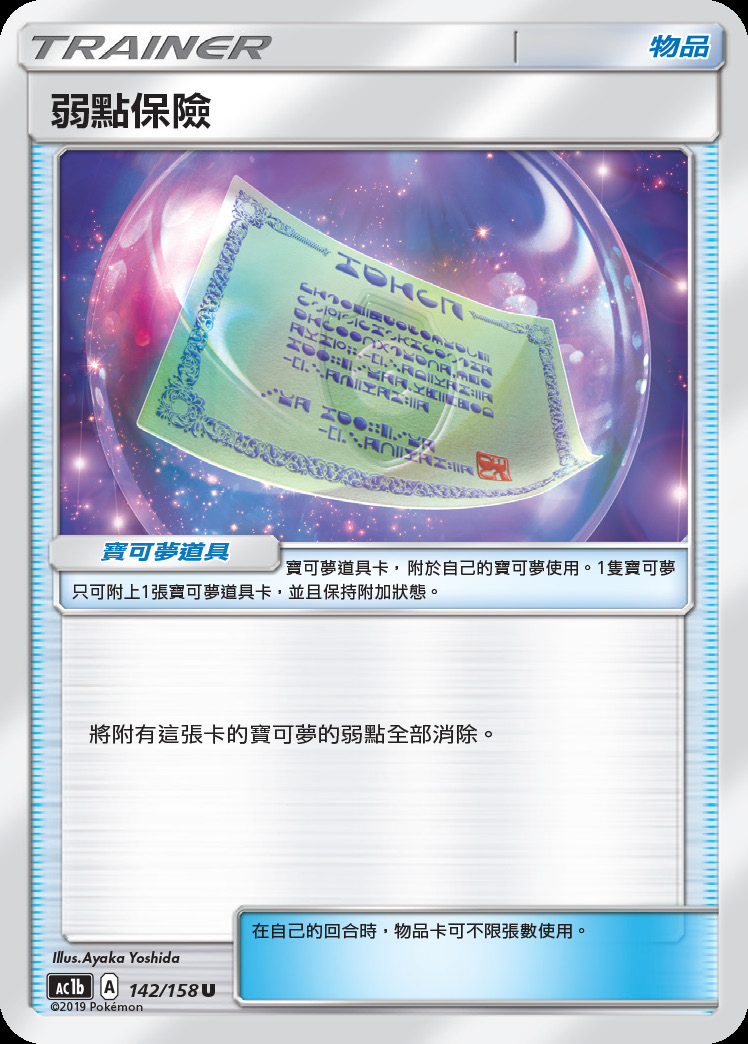 TRAINER
物品
弱點保險
寶可夢道具
寶可夢道具卡，附於自己的寶可夢使用。1隻寶可夢
只可附上1張寶可夢道具卡，並且保持附加狀態。
將附有這張卡的寶可夢的弱點全部消除。
在自己的回合時，物品卡可不限張數使用。
Illus.Ayaka Yoshida
AC1b A 142/158 U
©2019 Pokémon